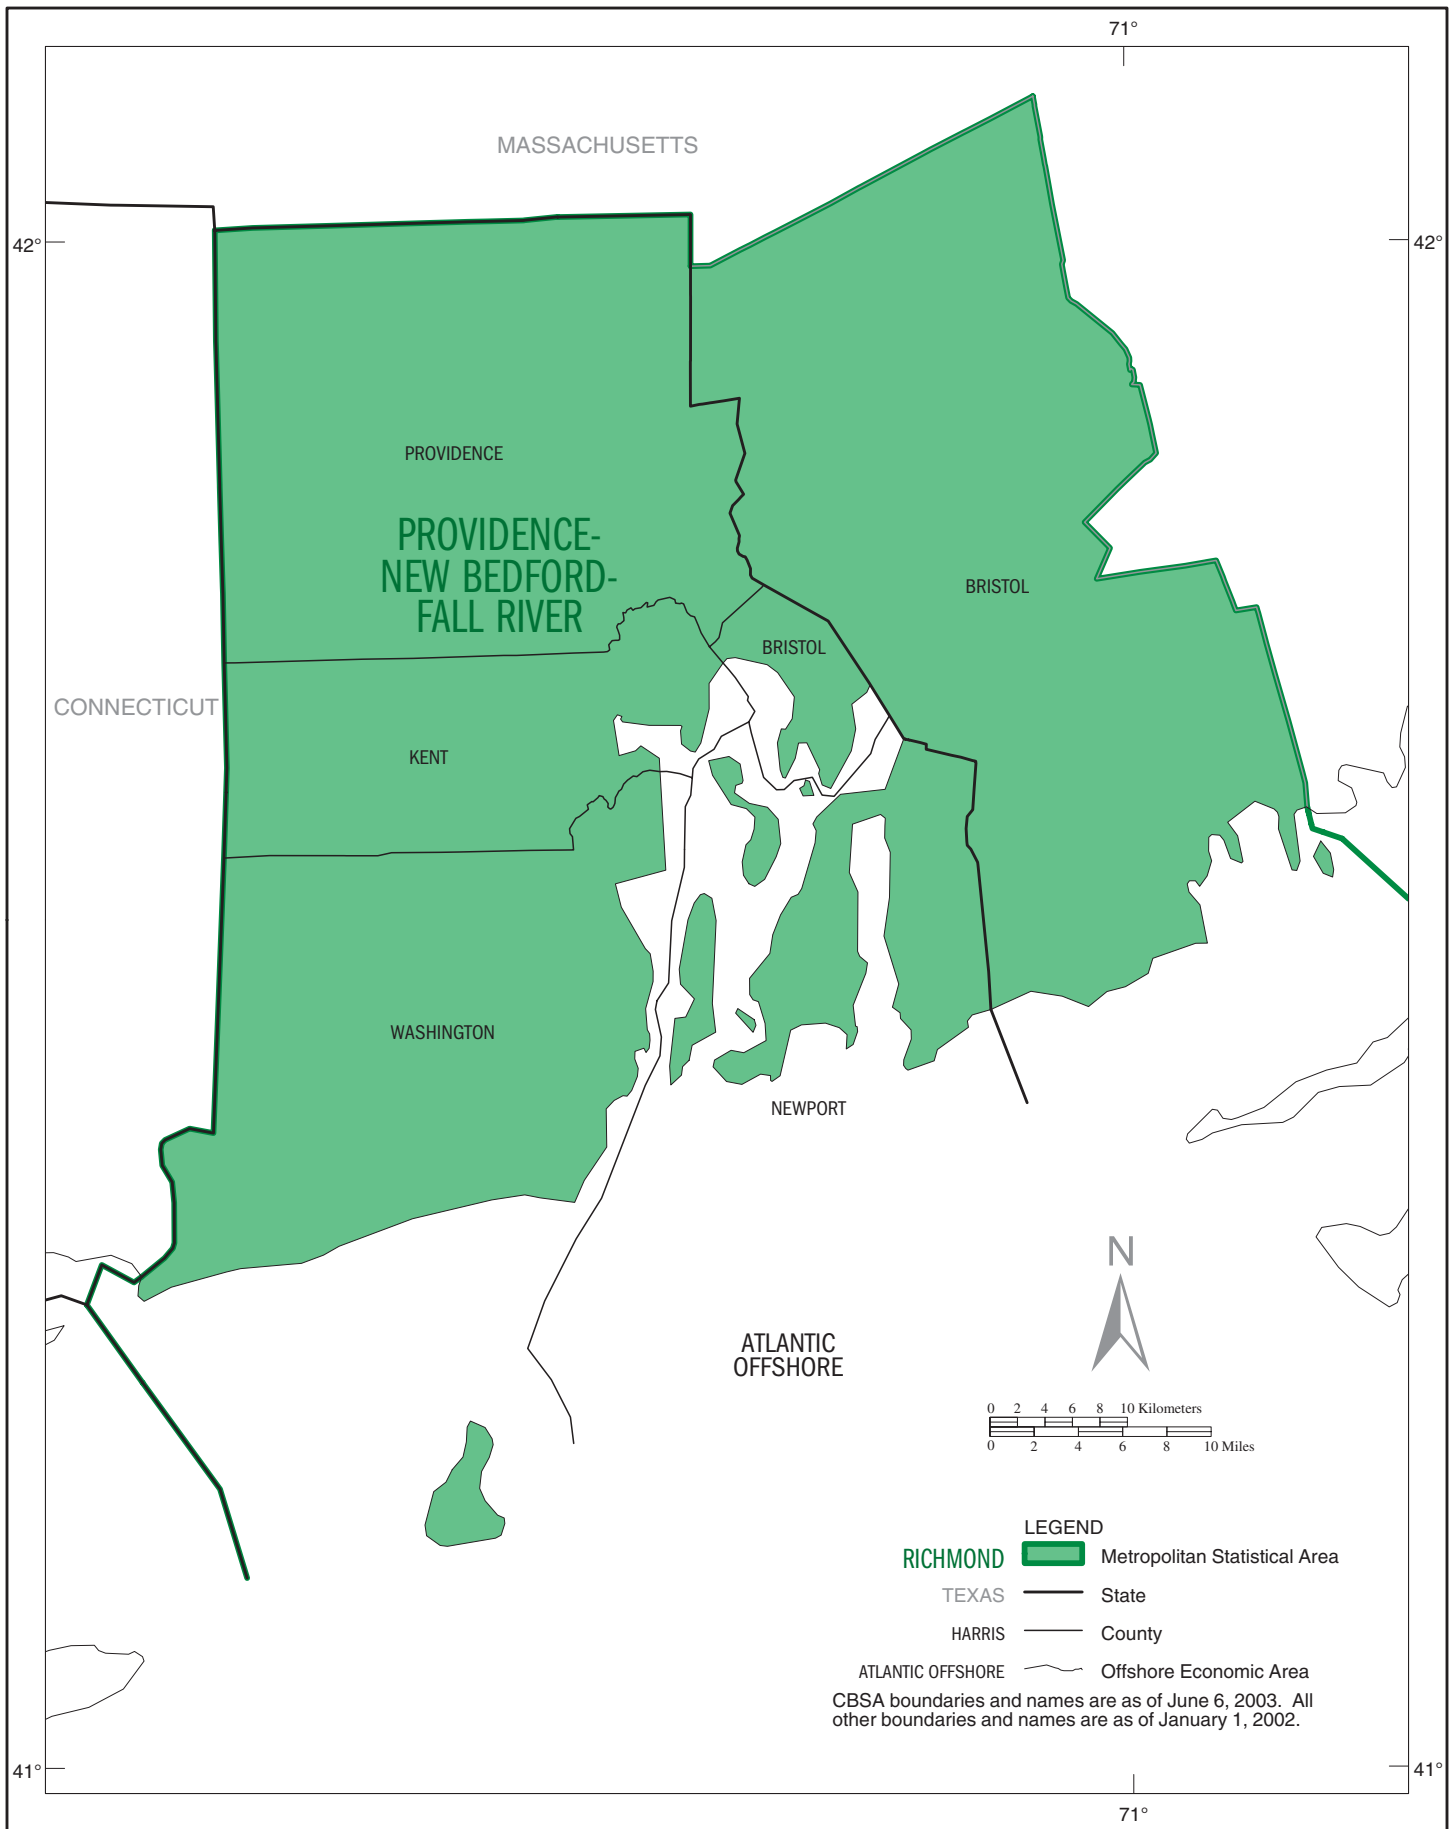 71°
MASSACHUSETTS
42°
42°
PROVIDENCE
PROVIDENCE-
NEW BEDFORD-
FALL RIVER
BRISTOL
BRISTOL
CONNECTICUT
KENT
WASHINGTON
NEWPORT
N
ATLANTIC
OFFSHORE
0 2 4 6 8 10 Kilometers
0 2 4 6 8 10 Miles
LEGEND
RICHMOND Metropolitan Statistical Area
TEXAS State
HARRIS County
ATLANTIC OFFSHORE Offshore Economic Area
CBSA boundaries and names are as of June 6, 2003. All
other boundaries and names are as of January 1, 2002.
41°
41°
71°